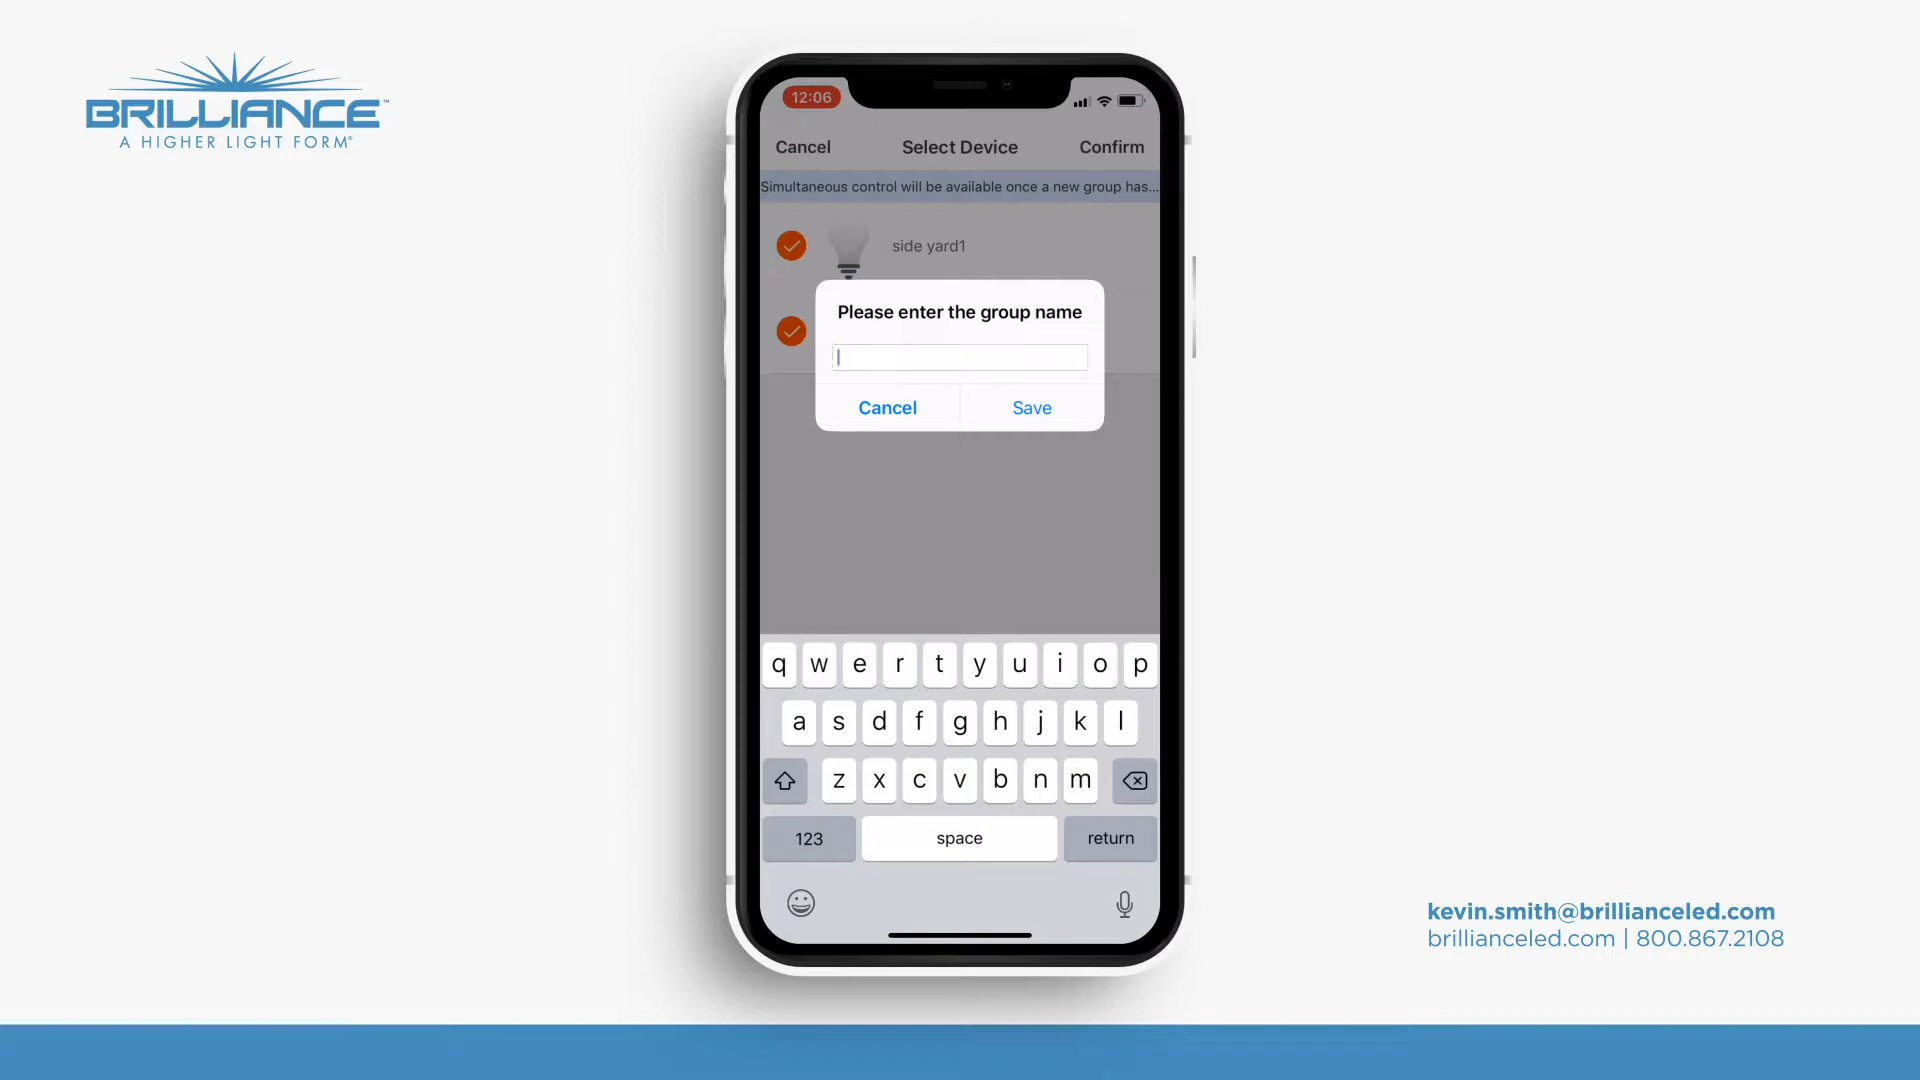 BRILLIANCE™
A HIGHER LIGHT FORM®
12:06
Cancel Select Device Confirm
Simultaneous control will be available once a new group has...
side yard1
Please enter the group name
Cancel Save
q w e r t y u i o p
a s d f g h j k l
z x c v b n m
123 space return
kevin.smith@brillianceled.com
brillianceled.com | 800.867.2108